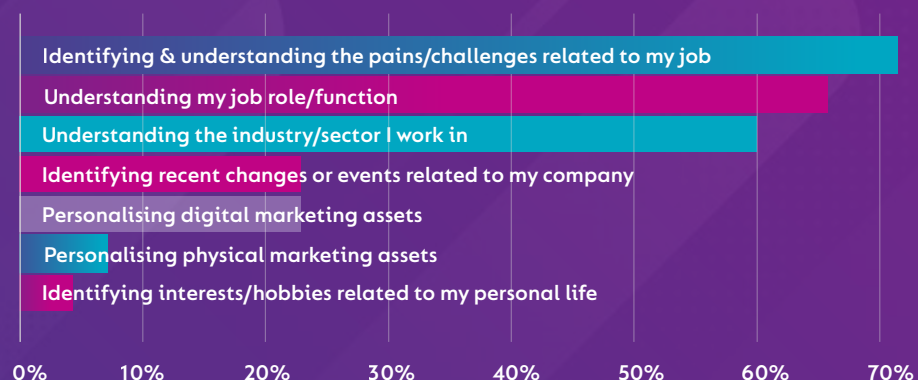 Identifying & understanding the pains/challenges related to my job
Understanding my job role/function
Understanding the industry/sector I work in
Identifying recent changes or events related to my company
Personalising digital marketing assets
Personalising physical marketing assets
Identifying interests/hobbies related to my personal life
0% 10% 20% 30% 40% 50% 60% 70%